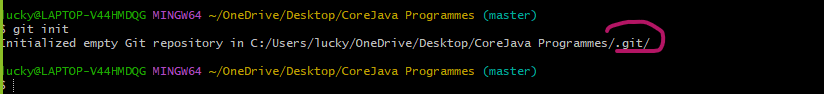 lucky@LAPTOP-V44HMDQG MINGW64 ~/OneDrive/Desktop/CoreJava Programmes (master)
$ git init
Initialized empty Git repository in C:/Users/lucky/OneDrive/Desktop/CoreJava Programmes/.git/
lucky@LAPTOP-V44HMDQG MINGW64 ~/OneDrive/Desktop/CoreJava Programmes (master)
$